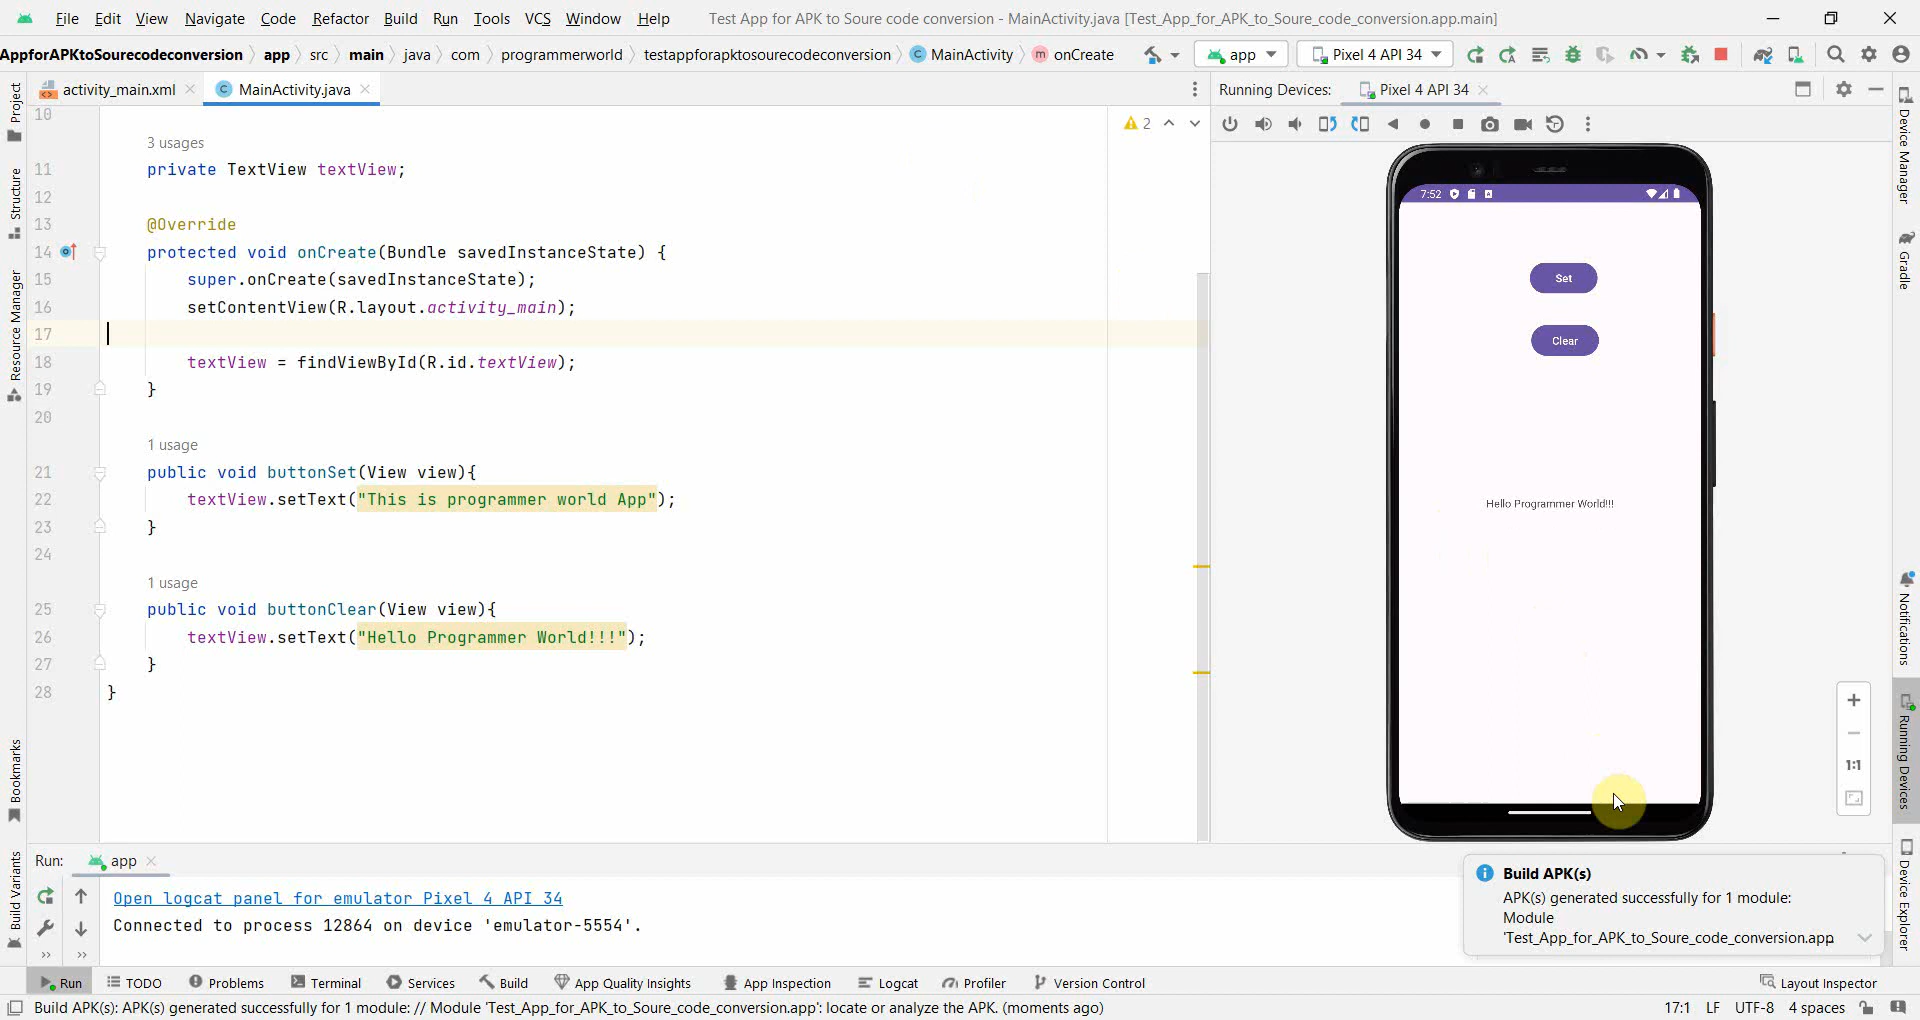 File Edit View Navigate Code Refactor Build Run Tools VCS Window Help Test App for APK to Soure code conversion - MainActivity.java [Test_App_for_APK_to_Soure_code_conversion.app.main]
AppforAPKtoSourecodeconversion app src main java com programmerworld testappforapktosourecodeconversion C MainActivity m onCreate app Pixel 4 API 34
activity_main.xml C MainActivity.java Running Devices: Pixel 4 API 34
2
10
3 usages
11 private TextView textView;
12
13 @Override
14 protected void onCreate(Bundle savedInstanceState) {
15 super.onCreate(savedInstanceState);
16 setContentView(R.layout.activity_main);
17
18 textView = findViewById(R.id.textView);
19 }
20
1 usage
21 public void buttonSet(View view){
22 textView.setText("This is programmer world App");
23 }
24
1 usage
25 public void buttonClear(View view){
26 textView.setText("Hello Programmer World!!!");
27 }
28 }
7:52
Set
Clear
Hello Programmer World!!!
1:1
Project
Structure
Resource Manager
Bookmarks
Build Variants
Device Manager
Gradle
Notifications
Running Devices
Device Explorer
Run: app
Open logcat panel for emulator Pixel 4 API 34
Connected to process 12864 on device 'emulator-5554'.
Build APK(s)
APK(s) generated successfully for 1 module:
Module
'Test_App_for_APK_to_Soure_code_conversion.app
Run TODO Problems Terminal Services Build App Quality Insights App Inspection Logcat Profiler Version Control Layout Inspector
Build APK(s): APK(s) generated successfully for 1 module: // Module 'Test_App_for_APK_to_Soure_code_conversion.app': locate or analyze the APK. (moments ago) 17:1 LF UTF-8 4 spaces